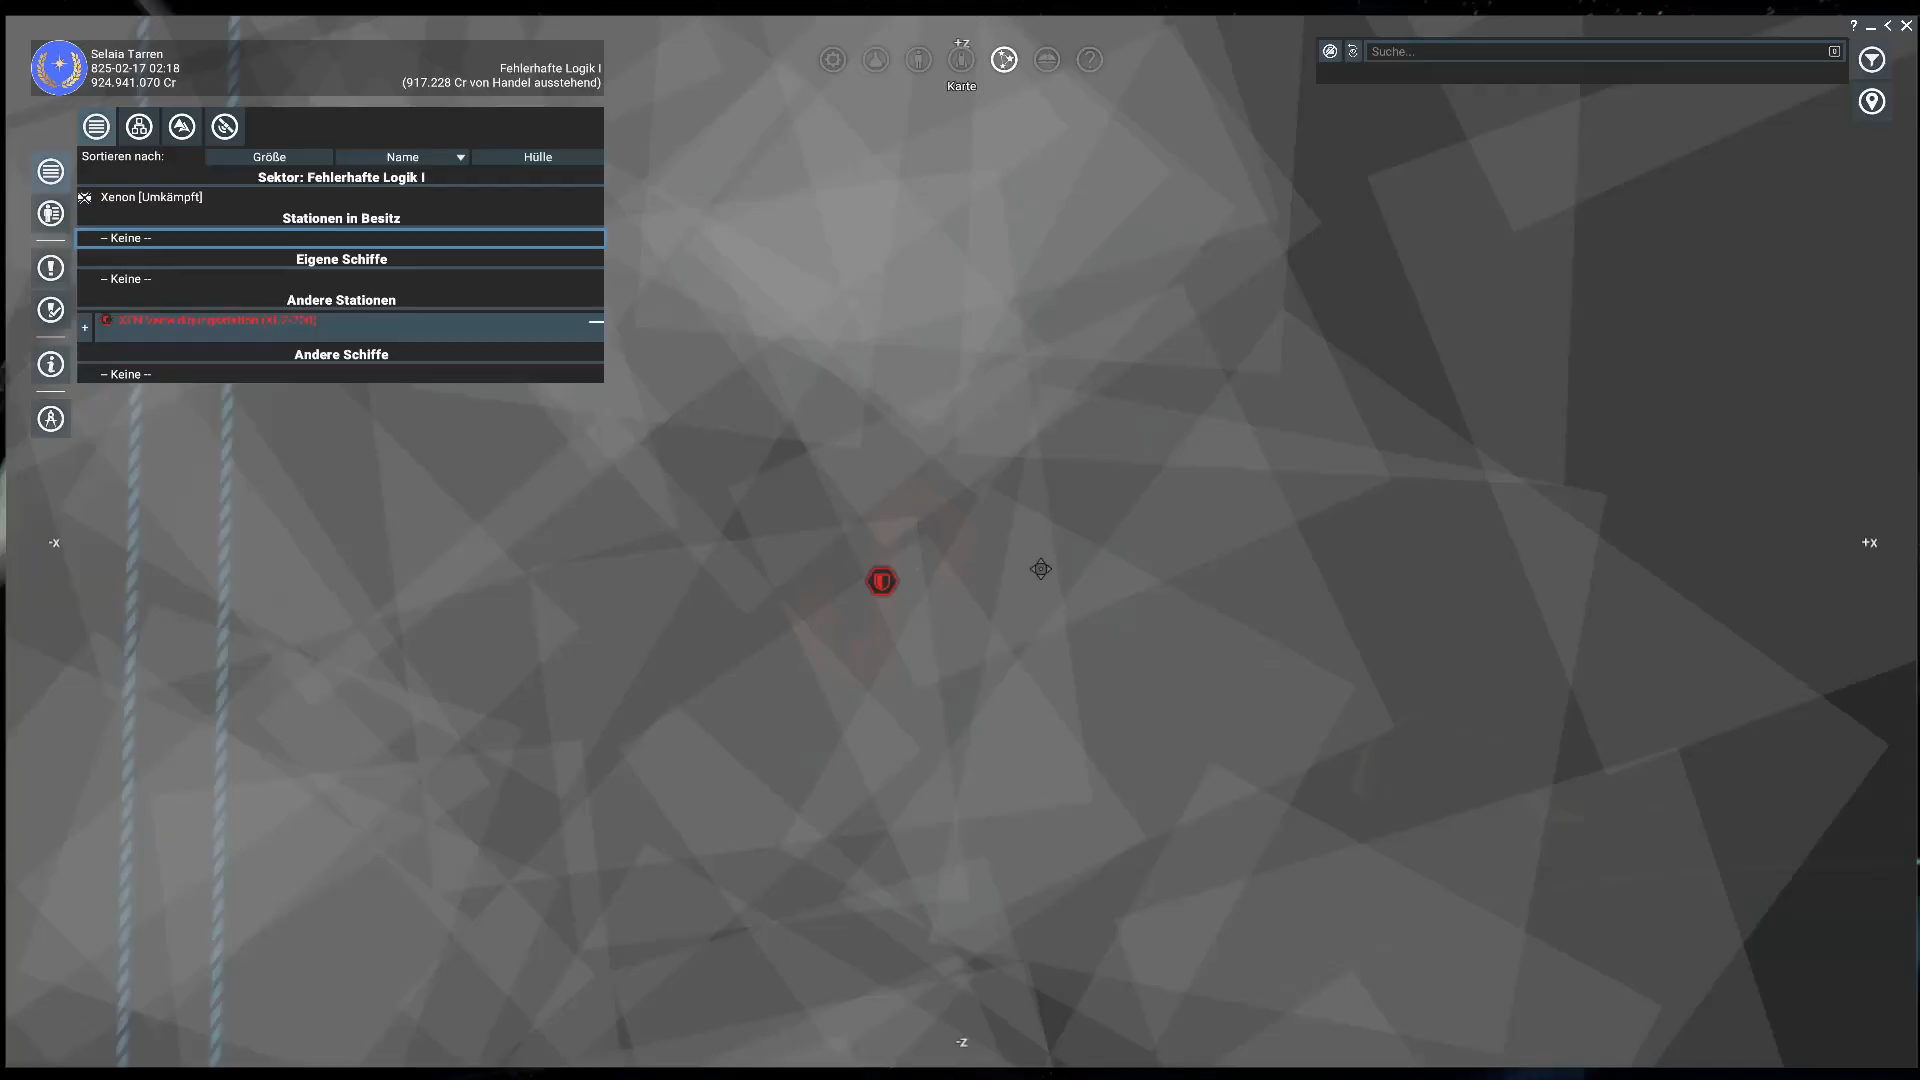 Selaia Tarren
825-02-17 02:18
924.941.070 Cr
Fehlerhafte Logik I
(917.228 Cr von Handel ausstehend)
+z
Karte
Suche...
?
Sortieren nach:
Größe
Name
Hülle
Sektor: Fehlerhafte Logik I
Xenon [Umkämpft]
Stationen in Besitz
-- Keine --
Eigene Schiffe
-- Keine --
Andere Stationen
+
Andere Schiffe
-- Keine --
-x
+x
-z